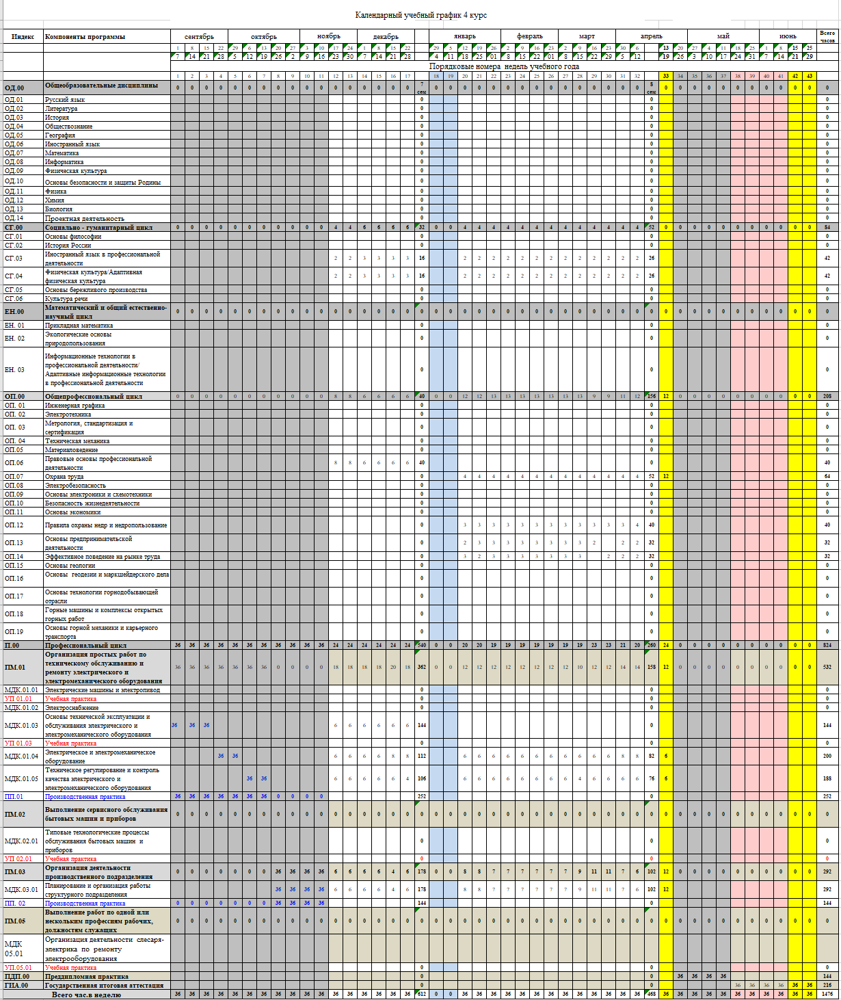 Календарный учебный график 4 курс
Индекс Компоненты программы сентябрь октябрь ноябрь декабрь январь февраль март апрель май июнь Всего часов
1 8 15 22 29 6 13 20 27 3 10 17 24 1 8 15 22 29 5 12 19 26 2 9 16 23 2 9 16 23 30 6 13 20 27 4 11 18 25 1 8 15 25
7 14 21 28 5 12 19 26 2 9 16 23 30 7 14 21 28 4 11 18 25 01 8 15 22 01 8 15 22 29 5 12 19 26 3 10 17 24 31 7 14 21 29
Порядковые номера недель учебного года
1 2 3 4 5 6 7 8 9 10 11 12 13 14 15 16 17 18 19 20 21 22 23 24 25 26 27 28 29 30 31 32 33 34 35 36 37 38 39 40 41 42 43
ОД.00 Общеобразовательные дисциплины 0 0 0 0 0 0 0 0 0 0 0 0 0 0 0 0 0 7 сем 0 0 0 0 0 0 0 0 0 0 0 0 0 0 0 8 сем 0 0 0 0 0 0 0 0 0 0 0 0
ОД.01 Русский язык 0 0 0
ОД.02 Литература 0 0 0
ОД.03 История 0 0 0
ОД.04 Обществознание 0 0 0
ОД.05 География 0 0 0
ОД.06 Иностранный язык 0 0 0
ОД.07 Математика 0 0 0
ОД.08 Информатика 0 0 0
ОД.09 Физическая культура 0 0 0
ОД.10 Основы безопасности и защиты Родины 0 0 0
ОД.11 Физика 0 0 0
ОД.12 Химия 0 0 0
ОД.13 Биология 0 0 0
ОД.14 Проектная деятельность 0 0 0
СГ.00 Социально - гуманитарный цикл 0 0 0 0 0 0 0 0 0 0 0 4 4 6 6 6 6 32 0 0 4 4 4 4 4 4 4 4 4 4 4 4 4 52 0 0 0 0 0 0 0 0 0 0 0 84
СГ.01 Основы философии 0 0 0
СГ.02 История России 0 0 0
СГ.03 Иностранный язык в профессиональной деятельности 2 2 3 3 3 3 16 2 2 2 2 2 2 2 2 2 2 2 2 2 26 42
СГ.04 Физическая культура/Адаптивная физическая культура 2 2 3 3 3 3 16 2 2 2 2 2 2 2 2 2 2 2 2 2 26 42
СГ.05 Основы бережливого производства 0 0 0
СГ.06 Культура речи 0 0 0
ЕН.00 Математический и общий естественно-научный цикл 0 0 0 0 0 0 0 0 0 0 0 0 0 0 0 0 0 0 0 0 0 0 0 0 0 0 0 0 0 0 0 0 0 0 0 0 0 0 0 0 0 0 0 0 0 0
ЕН. 01 Прикладная математика 0 0 0
ЕН. 02 Экологические основы природопользования 0 0 0
ЕН. 03 Информационные технологии в профессиональной деятельности/ Адаптивные информационные технологии в профессиональной деятельности 0 0 0
ОП.00 Общепрофессиональный цикл 0 0 0 0 0 0 0 0 0 0 0 8 8 6 6 6 6 40 0 0 12 12 13 13 13 13 13 13 13 9 9 11 12 156 12 0 0 0 0 0 0 0 0 0 0 208
ОП. 01 Инженерная графика 0 0 0
ОП. 02 Электротехника 0 0 0
ОП. 03 Метрология, стандартизация и сертификация 0 0 0
ОП. 04 Техническая механика 0 0 0
ОП.05 Материаловедение 0 0 0
ОП.06 Правовые основы профессиональной деятельности 8 8 6 6 6 6 40 0 40
ОП.07 Охрана труда 0 4 4 4 4 4 4 4 4 4 4 4 4 4 52 12 64
ОП.08 Электробезопасность 0 0 0
ОП.09 Основы электроники и схемотехники 0 0 0
ОП.10 Безопасность жизнедеятельности 0 0 0
ОП.11 Основы экономики 0 0 0
ОП.12 Правила охраны недр и недропользование 0 3 3 3 3 3 3 3 3 3 3 3 3 4 40 40
ОП.13 Основы предпринимательской деятельности 0 2 3 3 3 3 3 3 3 3 2 2 2 32 32
ОП.14 Эффективное поведение на рынке труда 0 3 2 3 3 3 3 3 3 3 2 2 2 32 32
ОП.15 Основы геологии 0 0 0
ОП.16 Основы геодезии и маркшейдерского дела 0 0 0
ОП.17 Основы технологии горнодобывающей отрасли 0 0 0
ОП.18 Горные машины и комплексы открытых горных работ 0 0 0
ОП.19 Основы горной механики и карьерного транспорта 0 0 0
П.00 Профессиональный цикл 36 36 36 36 36 36 36 36 36 36 36 24 24 24 24 24 24 540 0 0 20 20 19 19 19 19 19 19 19 23 23 21 20 260 24 0 0 0 0 0 0 0 0 0 0 824
ПМ.01 Организация простых работ по техническому обслуживанию и ремонту электрического и электромеханического оборудования 36 36 36 36 36 36 36 0 0 0 0 18 18 18 18 20 18 362 0 0 12 12 12 12 12 12 12 12 10 12 12 14 14 158 12 0 0 0 0 0 0 0 0 0 0 532
МДК.01.01 Электрические машины и электропивод 0 0 0
УП 01.01 Учебная практика 0 0 0
МДК.01.02 Электроснабжение 0 0 0
МДК.01.03 Основы технической эксплуатации и обслуживания электрического и электромеханического оборудования 36 36 36 6 6 6 6 6 6 144 0 144
УП 01.03 Учебная практика 0 0 0
МДК.01.04 Электрическое и электромеханическое оборудование 36 36 6 6 6 6 8 8 112 6 6 6 6 6 6 6 6 6 6 6 8 8 82 6 200
МДК.01.05 Техническое регулирование и контроль качества электрического и электромеханического оборудования 36 36 6 6 6 6 6 4 106 6 6 6 6 6 6 6 6 4 6 6 6 6 76 6 188
ПП.01 Производственная практика 36 36 36 36 36 36 36 0 0 0 0 252 0 252
ПМ.02 Выполнение сервисного обслуживания бытовых машин и приборов 0 0 0 0 0 0 0 0 0 0 0 0 0 0 0 0 0 0 0 0 0 0 0 0 0 0 0 0 0 0 0 0 0 0 0 0 0 0 0 0 0 0 0 0 0 0
МДК.02.01 Типовые технологические процессы обслуживания бытовых машин и приборов 0 0 0
УП 02.01 Учебная практика 0 0 0
ПМ.03 Организация деятельности производственного подразделения 0 0 0 0 0 0 0 36 36 36 36 6 6 6 6 4 6 178 0 0 8 8 7 7 7 7 7 7 9 11 11 7 6 102 12 0 0 0 0 0 0 0 0 0 0 292
МДК.03.01 Планирование и организация работы структурного подразделения 36 36 36 36 6 6 6 6 4 6 178 8 8 7 7 7 7 7 7 9 11 11 7 6 102 12 292
ПП. 02 Производственная практика 0 0 0 0 0 0 0 36 36 36 36 144 0 144
ПМ.05 Выполнение работ по одной или нескольким профессиям рабочих, должностям служащих 0 0 0 0 0 0 0 0 0 0 0 0 0 0 0 0 0 0 0 0 0 0 0 0 0 0 0 0 0 0 0 0 0 0 0 0 0 0 0 0 0 0 0 0 0 0
МДК 05.01 Организация деятельности слесаря-электрика по ремонту электрооборудования
УП.05.01 Учебная практика 0 0 0
ПДП.00 Преддипломная практика 0 0 36 36 36 36 144
ГИА.00 Государственная итоговая аттестация 0 0 36 36 36 36 36 36 216
Всего час.в неделю 36 36 36 36 36 36 36 36 36 36 36 36 36 36 36 36 36 612 0 0 36 36 36 36 36 36 36 36 36 36 36 36 36 468 36 36 36 36 36 36 36 36 36 36 36 1476